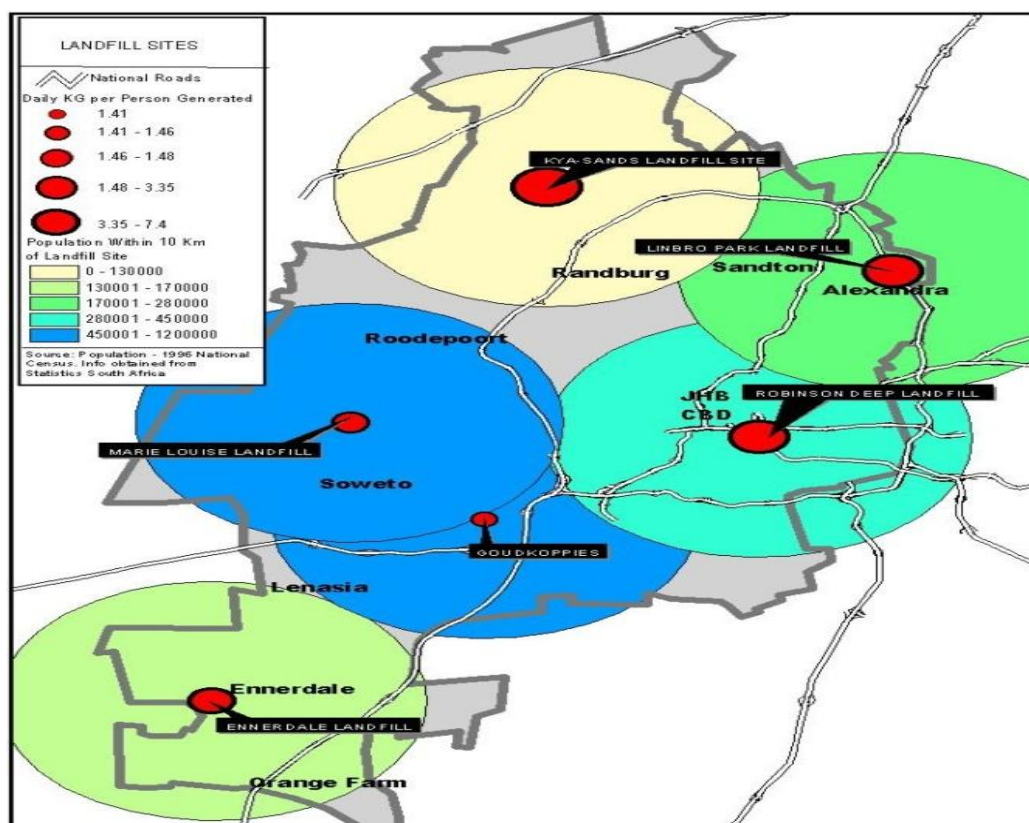 LANDFILL SITES
National Roads
Daily KG per Person Generated
1.41
1.41 - 1.46
1.46 - 1.48
1.48 - 3.35
3.35 - 7.4
Population Within 10 Km
of Landfill Site
0 - 130000
130001 - 170000
170001 - 280000
280001 - 450000
450001 - 1200000
Source: Population - 1996 National
Census. Info obtained from
Statistics South Africa
KYA-SANDS LANDFILL SITE
LINBRO PARK LANDFILL
Randburg
Sandton
Alexandra
Roodepoort
JHB
CBD
ROBINSON DEEP LANDFILL
MARIE LOUISE LANDFILL
Soweto
GOUDKOPPIES
Lenasia
Ennerdale
ENNERDALE LANDFILL
Orange Farm